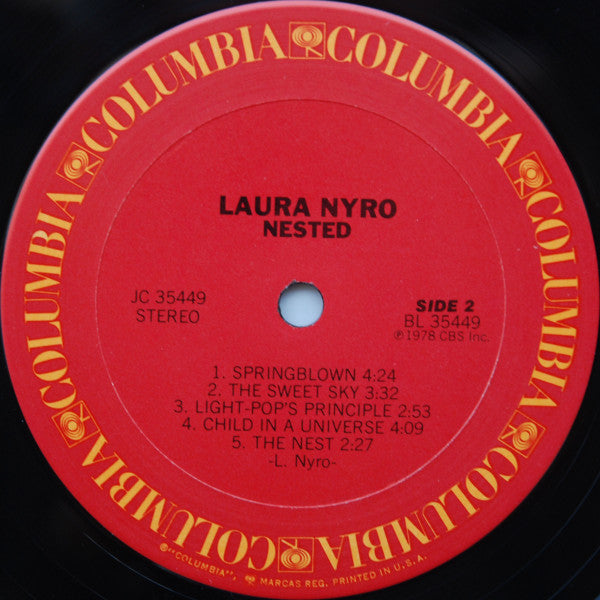 COLUMBIA COLUMBIA COLUMBIA COLUMBIA COLUMBIA COLUMBIA
LAURA NYRO
NESTED
JC 35449
STEREO
SIDE 2
BL 35449
℗1978 CBS Inc.
1. SPRINGBLOWN 4:24
2. THE SWEET SKY 3:32
3. LIGHT-POP'S PRINCIPLE 2:53
4. CHILD IN A UNIVERSE 4:09
5. THE NEST 2:27
-L. Nyro-
©"COLUMBIA", MARCAS REG. PRINTED IN U.S.A.